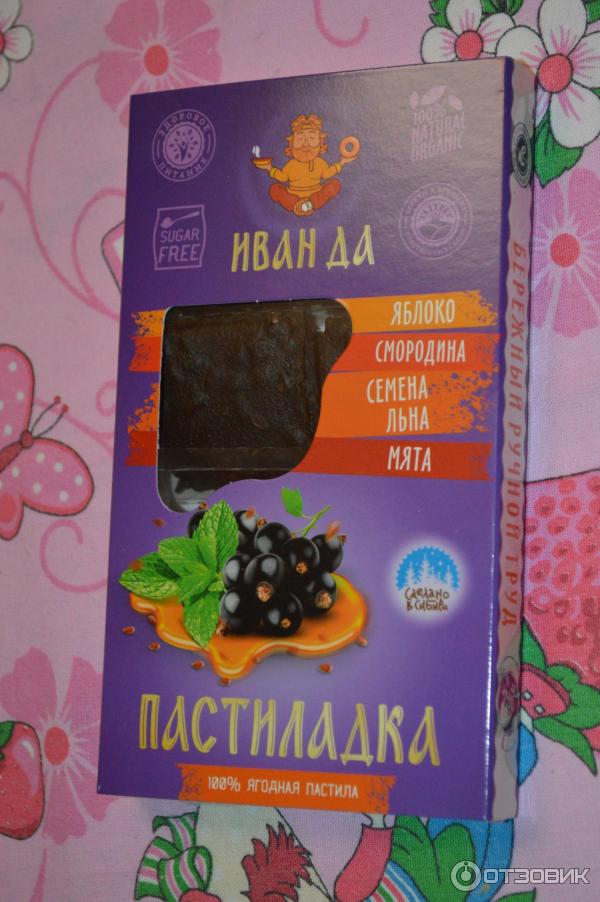 ЗДОРОВОЕ
ПИТАНИЕ
100%
NATURAL
ORGANIC
SUGAR
FREE
ИВАН ДА
ЯБЛОКО
СМОРОДИНА
СЕМЕНА
ЛЬНА
МЯТА
СДЕЛАНО
В СИБИРИ
ПАСТИЛАДКА
100% ЯГОДНАЯ ПАСТИЛА
БЕРЕЖНЫЙ РУЧНОЙ ТРУД
ОТЗОВИК